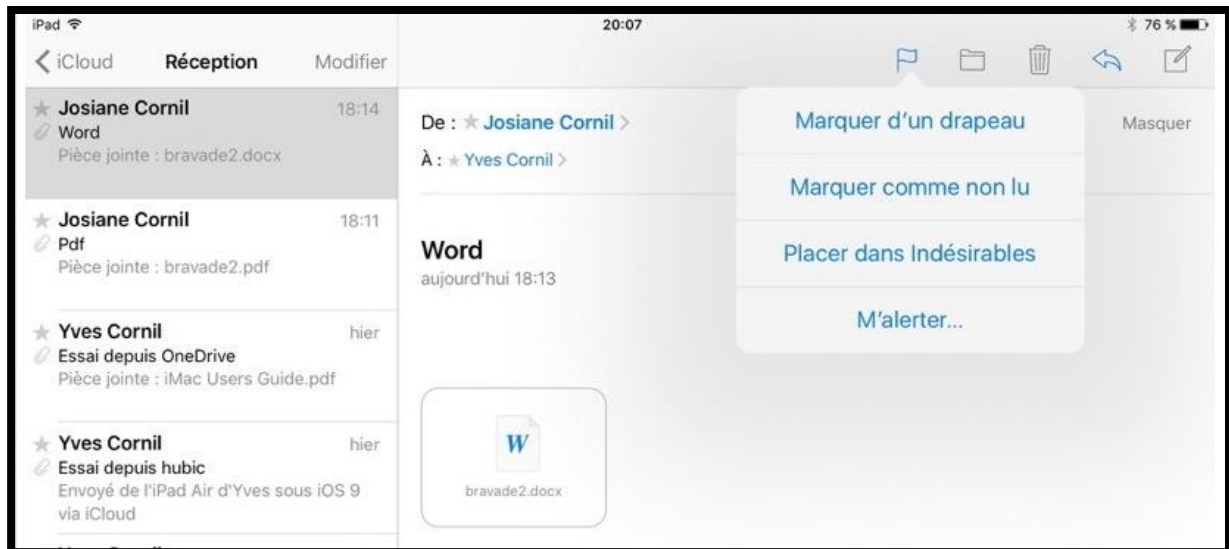 iPad 20:07 76 %
iCloud Réception Modifier
Josiane Cornil 18:14
Word
Pièce jointe : bravade2.docx
Josiane Cornil 18:11
Pdf
Pièce jointe : bravade2.pdf
Yves Cornil hier
Essai depuis OneDrive
Pièce jointe : iMac Users Guide.pdf
Yves Cornil hier
Essai depuis hubic
Envoyé de l'iPad Air d'Yves sous iOS 9
via iCloud
De : Josiane Cornil
À : Yves Cornil
Masquer
Marquer d'un drapeau
Marquer comme non lu
Placer dans Indésirables
M'alerter...
Word
aujourd'hui 18:13
W
bravade2.docx